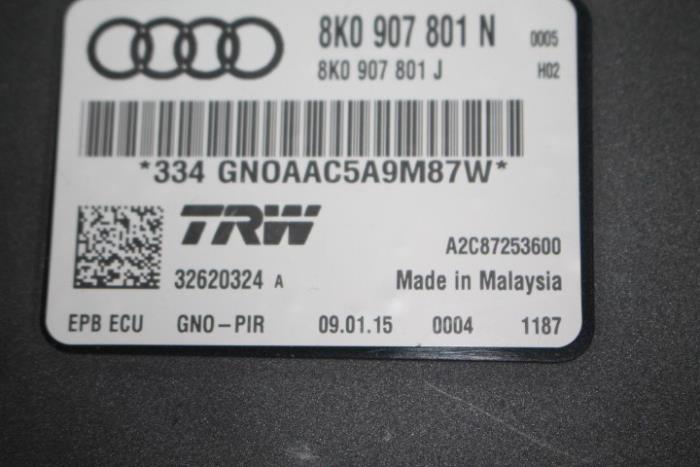 8K0 907 801 N 0005
8K0 907 801 J H02
*334 GNOAAC5A9M87W*
TRW
A2C87253600
32620324 A Made in Malaysia
EPB ECU GNO-PIR 09.01.15 0004 1187